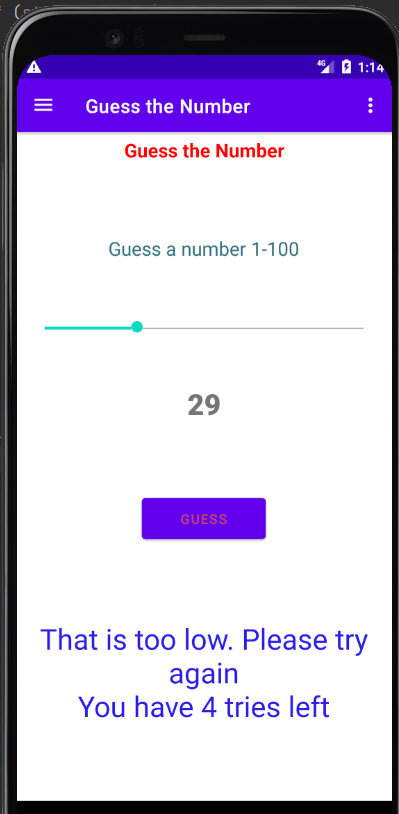 4G 1:14
Guess the Number
Guess the Number
Guess a number 1-100
29
GUESS
That is too low. Please try
again
You have 4 tries left